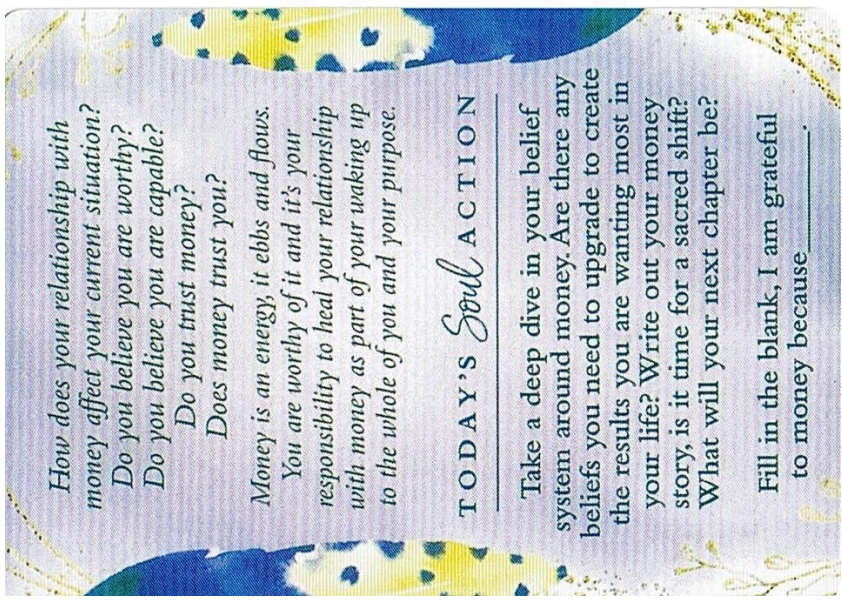 How does your relationship with
money affect your current situation?
Do you believe you are worthy?
Do you believe you are capable?
Do you trust money?
Does money trust you?
Money is an energy, it ebbs and flows.
You are worthy of it and it's your
responsibility to heal your relationship
with money as part of your waking up
to the whole of you and your purpose.
TODAY'S Soul ACTION
Take a deep dive in your belief
system around money. Are there any
beliefs you need to upgrade to create
the results you are wanting most in
your life? Write out your money
story, is it time for a sacred shift?
What will your next chapter be?
Fill in the blank, I am grateful
to money because_______.